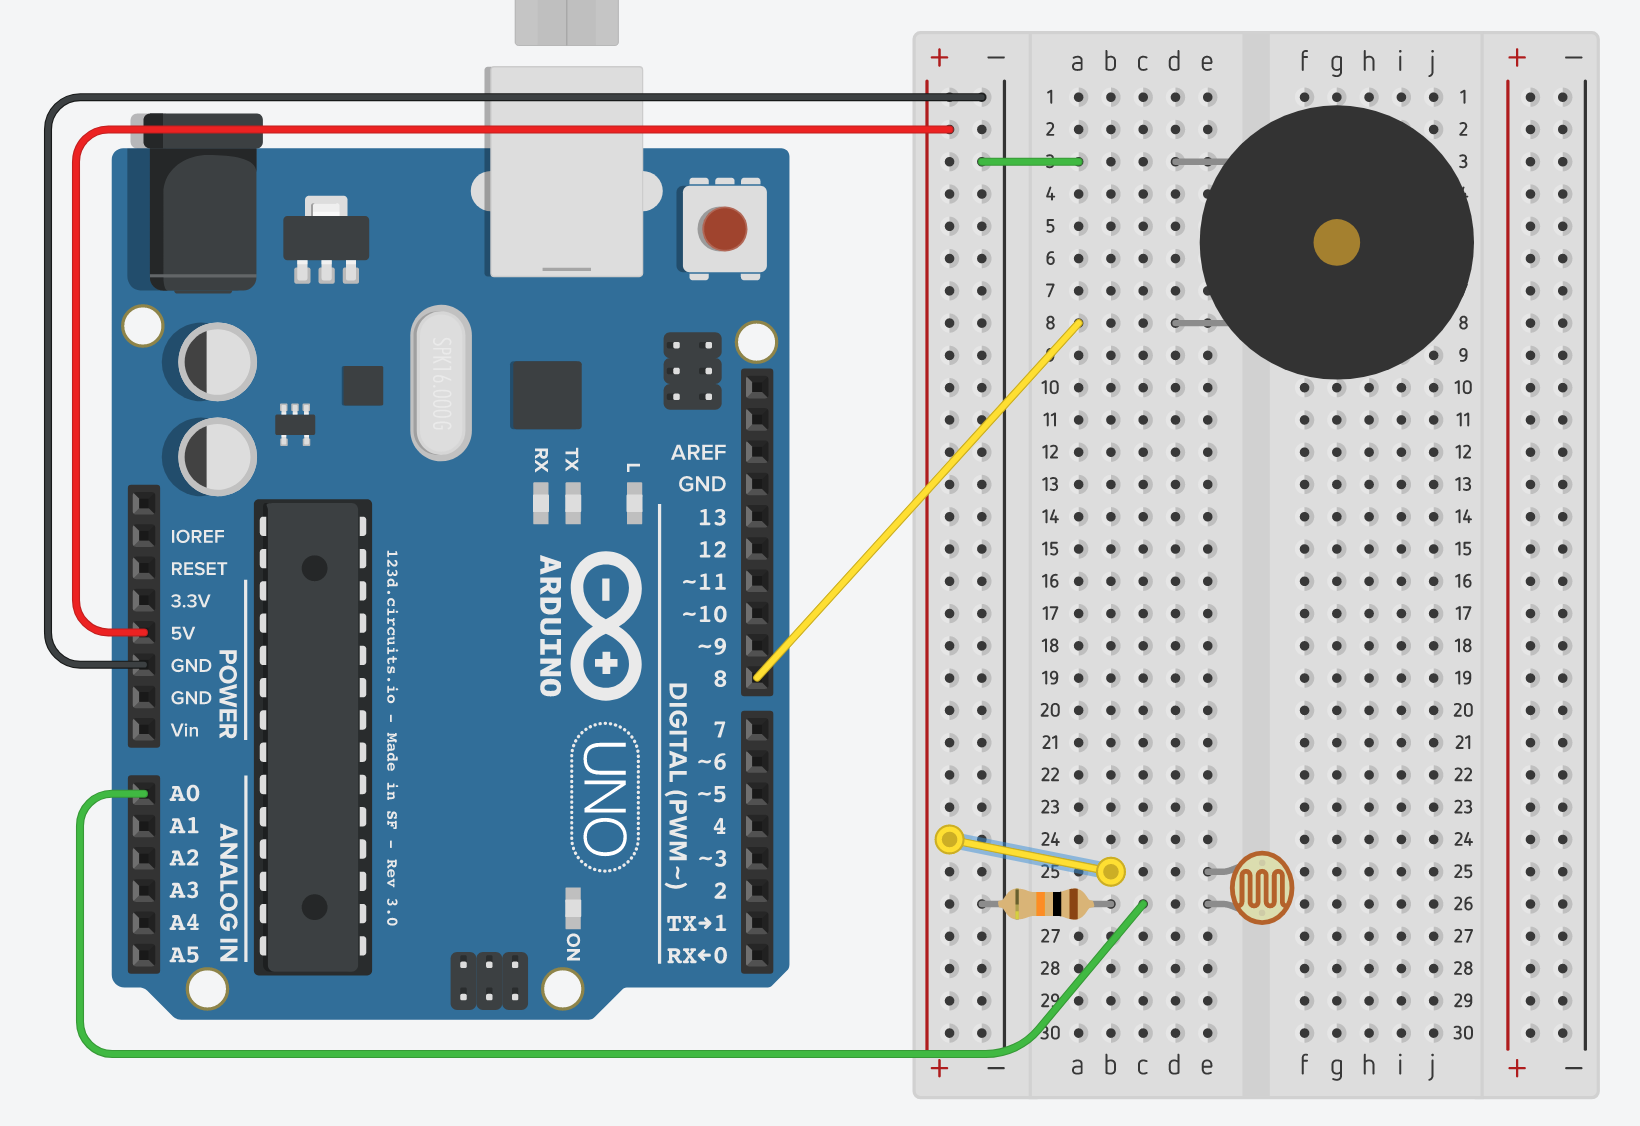 + − a b c d e f g h i j + −
1 1
2 2
3 3
4
5
6
7
8 8
9 9
10 10
11 11
12 12
13 13
14 14
15 15
16 16
17 17
18 18
19 19
20 20
21 21
22 22
23 23
24 24
25 25
26 26
27 27
28 28
29 29
30 30
+ − a b c d e f g h i j + −
SPK16.000G
RX
TX
L
AREF
GND
13
12
~11
~10
~9
8
7
~6
~5
4
~3
2
TX→1
RX←0
DIGITAL (PWM ~)
IOREF
RESET
3.3V
5V
GND
GND
Vin
POWER
A0
A1
A2
A3
A4
A5
ANALOG IN
123d.circuits.io - Made in SF - Rev 3.0
ARDUINO
UNO
ON